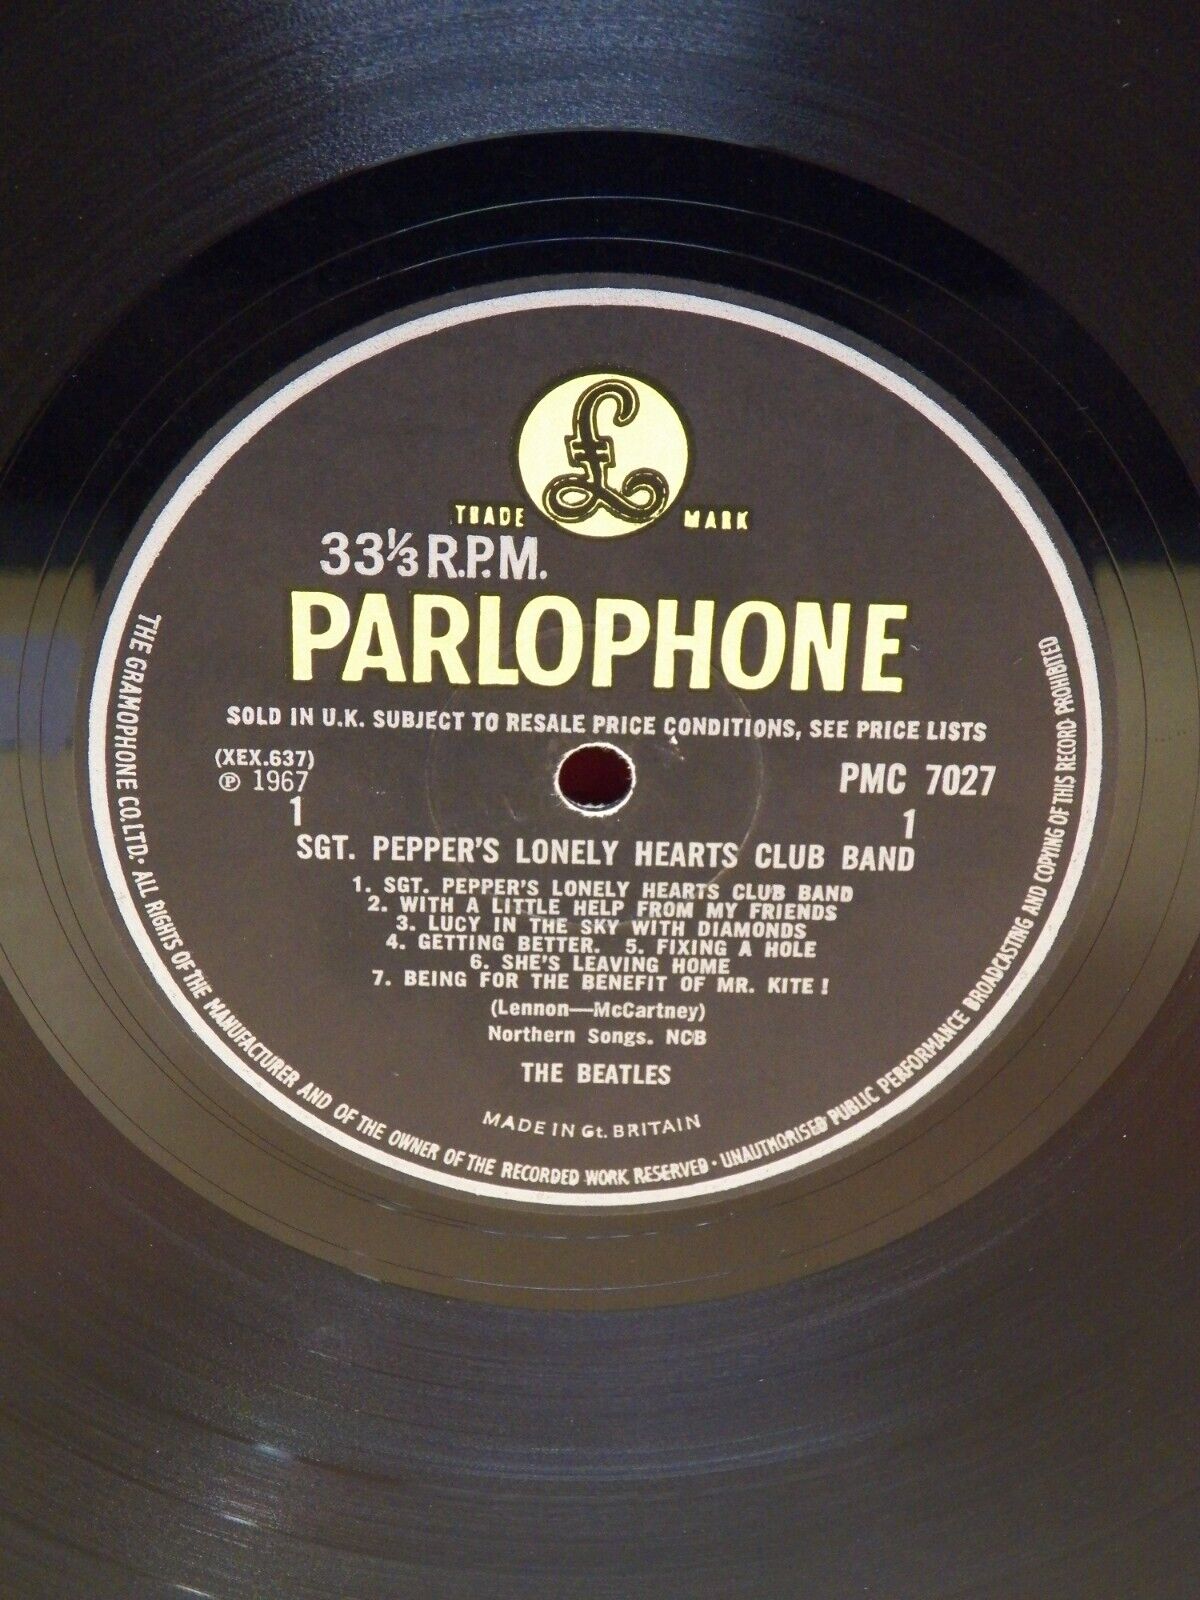 £
TRADE MARK
33⅓ R.P.M.
PARLOPHONE
SOLD IN U.K. SUBJECT TO RESALE PRICE CONDITIONS, SEE PRICE LISTS
(XEX.637)
℗ 1967
PMC 7027
1 1
SGT. PEPPER'S LONELY HEARTS CLUB BAND
1. SGT. PEPPER'S LONELY HEARTS CLUB BAND
2. WITH A LITTLE HELP FROM MY FRIENDS
3. LUCY IN THE SKY WITH DIAMONDS
4. GETTING BETTER. 5. FIXING A HOLE
6. SHE'S LEAVING HOME
7. BEING FOR THE BENEFIT OF MR. KITE !
(Lennon—McCartney)
Northern Songs. NCB
THE BEATLES
MADE IN Gt. BRITAIN
THE GRAMOPHONE CO. LTD. · ALL RIGHTS OF THE MANUFACTURER AND OF THE OWNER OF THE RECORDED WORK RESERVED · UNAUTHORISED PUBLIC PERFORMANCE BROADCASTING AND COPYING OF THIS RECORD PROHIBITED